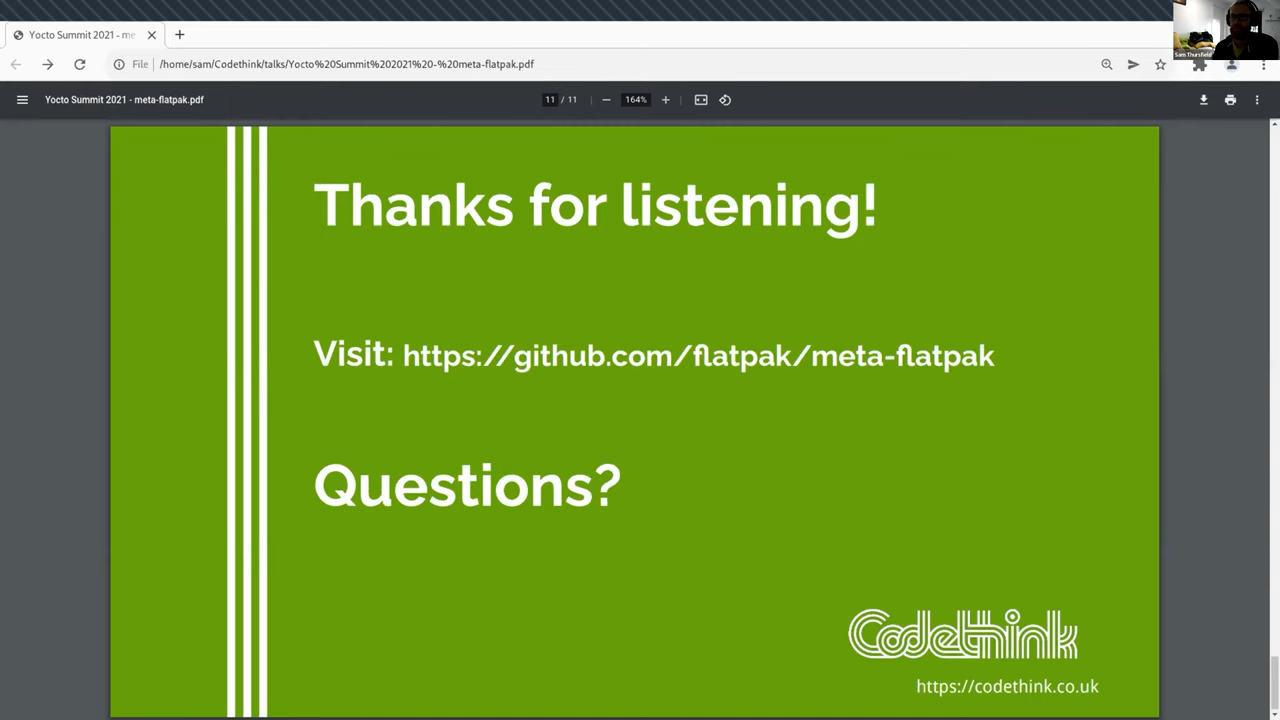 Yocto Summit 2021 - me
File
/home/sam/Codethink/talks/Yocto%20Summit%202021%20-%20meta-flatpak.pdf
Sam Thursfield
Yocto Summit 2021 - meta-flatpak.pdf
11 / 11
164%
Thanks for listening!
Visit: https://github.com/flatpak/meta-flatpak
Questions?
Codethink
https://codethink.co.uk